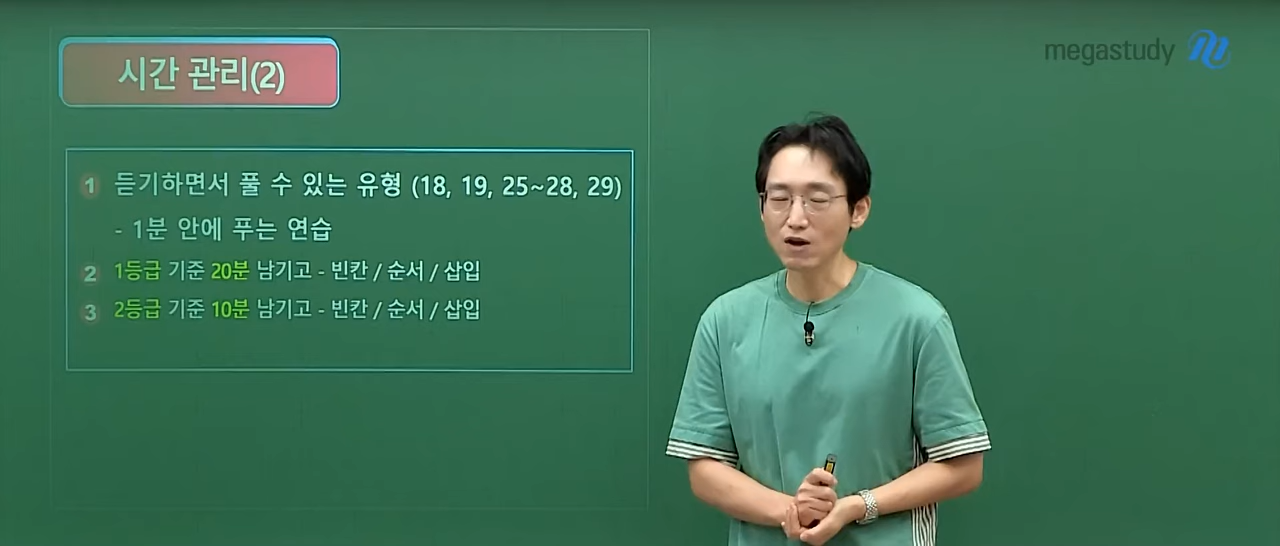 시간 관리(2)
megastudy
1 듣기하면서 풀 수 있는 유형 (18, 19, 25~28, 29)
- 1분 안에 푸는 연습
2 1등급 기준 20분 남기고 - 빈칸 / 순서 / 삽입
3 2등급 기준 10분 남기고 - 빈칸 / 순서 / 삽입